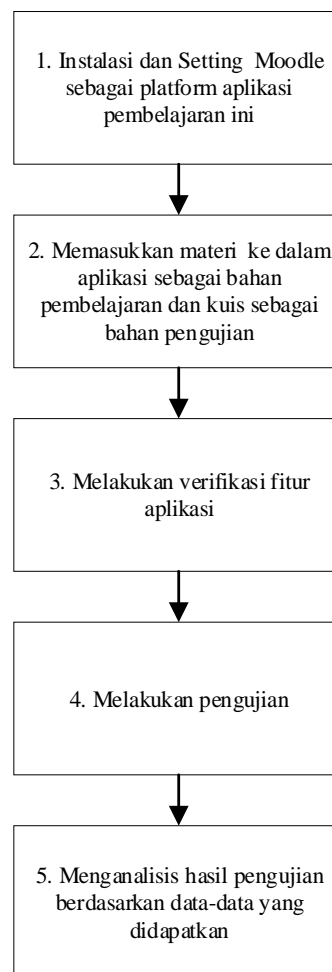 1. Instalasi dan Setting Moodle
sebagai platform aplikasi
pembelajaran ini
2. Memasukkan materi ke dalam
aplikasi sebagai bahan
pembelajaran dan kuis sebagai
bahan pengujian
3. Melakukan verifikasi fitur
aplikasi
4. Melakukan pengujian
5. Menganalisis hasil pengujian
berdasarkan data-data yang
didapatkan